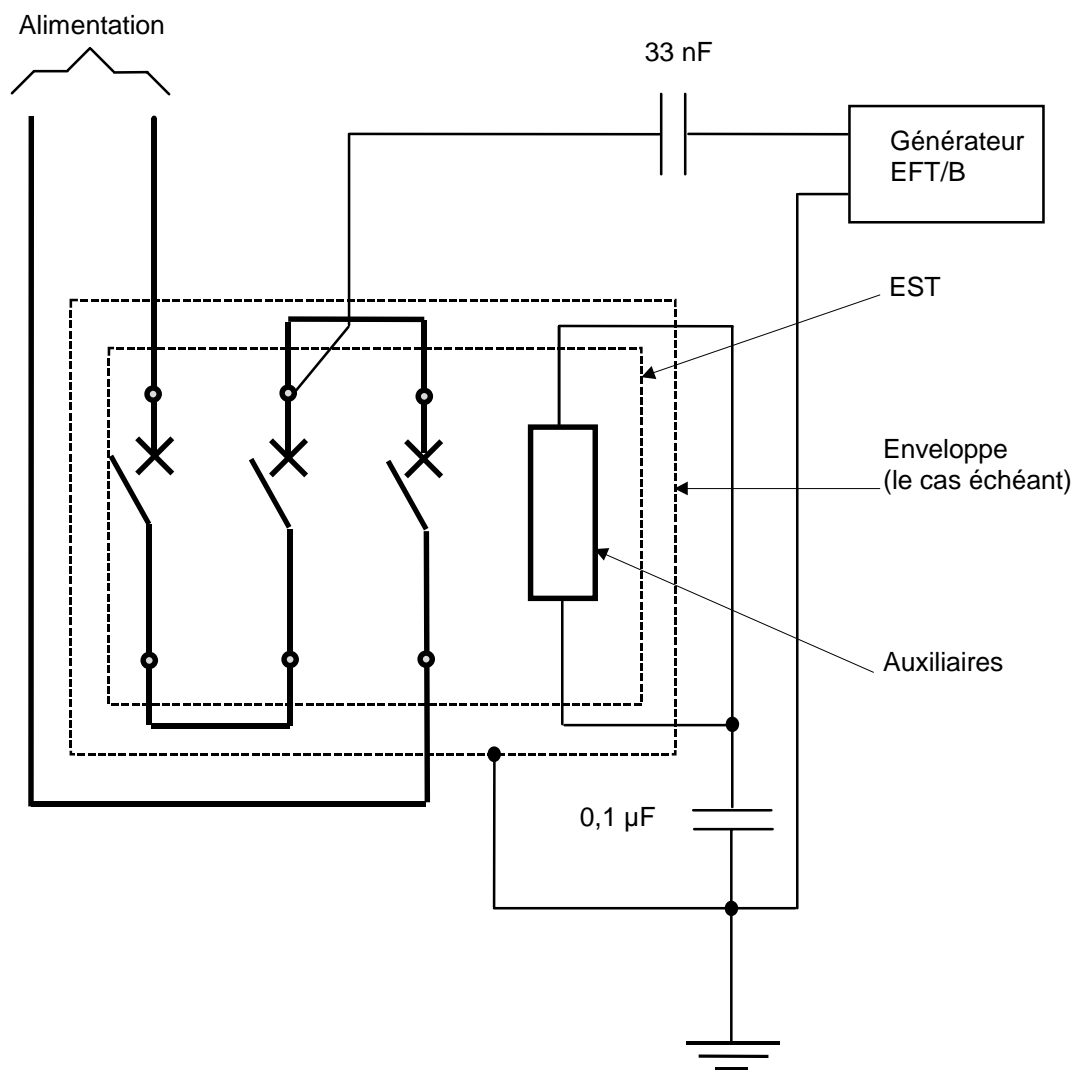 Alimentation
33 nF
Générateur
EFT/B
EST
Enveloppe
(le cas échéant)
Auxiliaires
0,1 µF